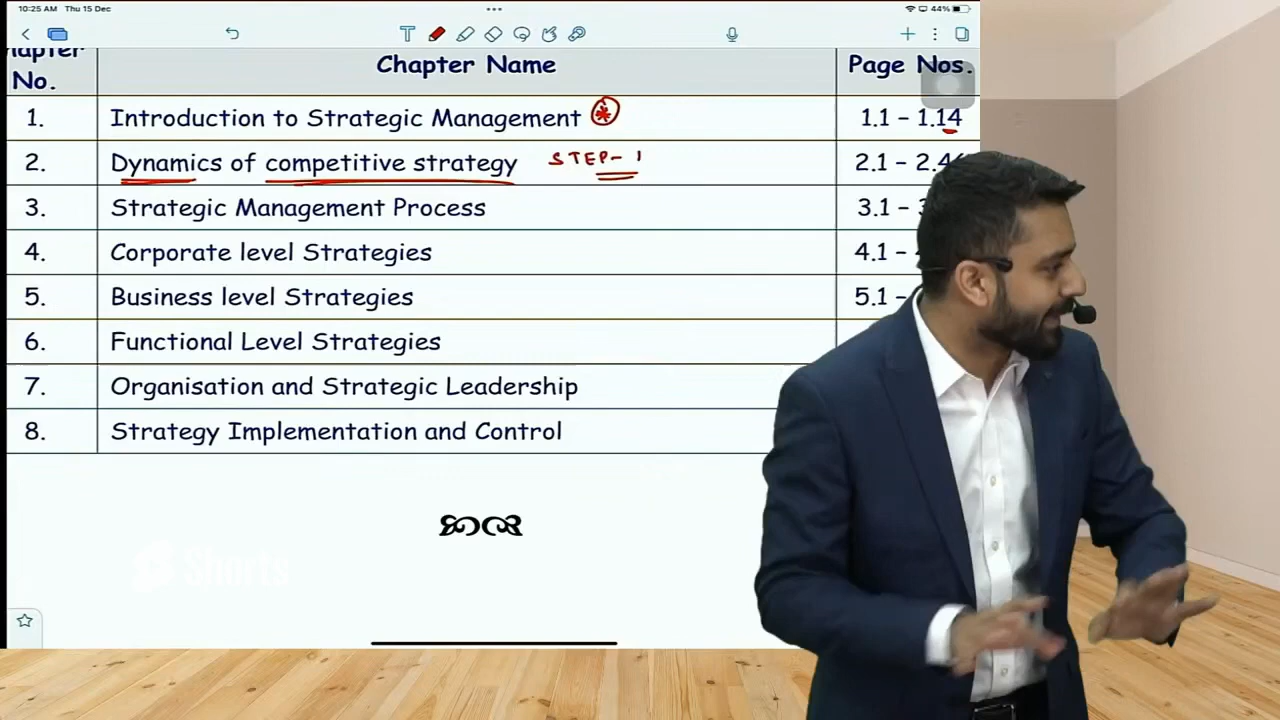 10:25 AM Thu 15 Dec
44%
Chapter No.
Chapter Name
Page Nos.
1. Introduction to Strategic Management 1.1 – 1.14
2. Dynamics of competitive strategy STEP-1 2.1 –
3. Strategic Management Process 3.1 –
4. Corporate level Strategies 4.1 –
5. Business level Strategies 5.1 –
6. Functional Level Strategies
7. Organisation and Strategic Leadership
8. Strategy Implementation and Control
Shorts